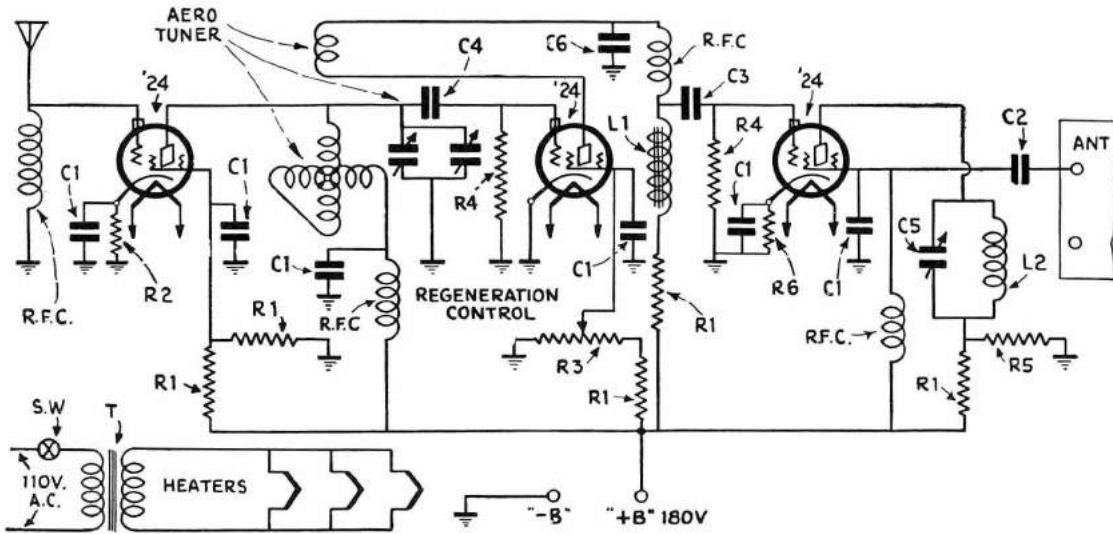 AERO
TUNER
C4
C6
R.F.C
C3
'24
'24
'24
L1
R4
C2
ANT
C1
C1
R4
C1
C5
R2
C1
C1
R6
C1
L2
R.F.C.
R1
R.F.C
REGENERATION
CONTROL
R1
R.F.C.
R3
R5
R1
R1
R1
S.W
T
110V.
A.C.
HEATERS
"-B"
"+B" 180V